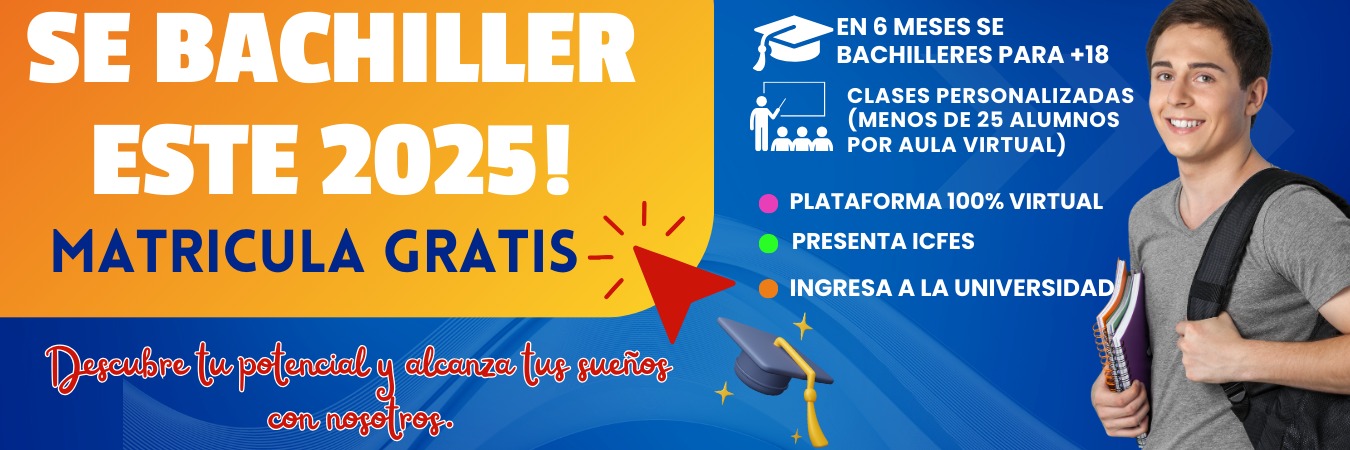 SE BACHILLER
ESTE 2025!
MATRICULA GRATIS
Descubre tu potencial y alcanza tus sueños
con nosotros.
EN 6 MESES SE
BACHILLERES PARA +18
CLASES PERSONALIZADAS
(MENOS DE 25 ALUMNOS
POR AULA VIRTUAL)
PLATAFORMA 100% VIRTUAL
PRESENTA ICFES
INGRESA A LA UNIVERSIDAD